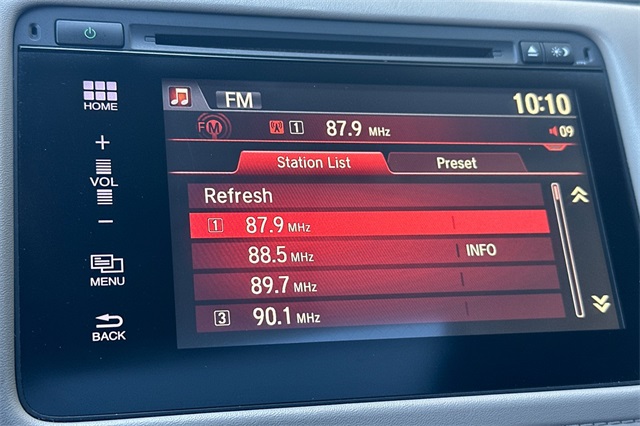 FM 10:10
FM 1 87.9 MHz 09
HOME
Station List Preset
+
VOL
−
Refresh
1 87.9 MHz
88.5 MHz INFO
89.7 MHz
3 90.1 MHz
MENU
BACK